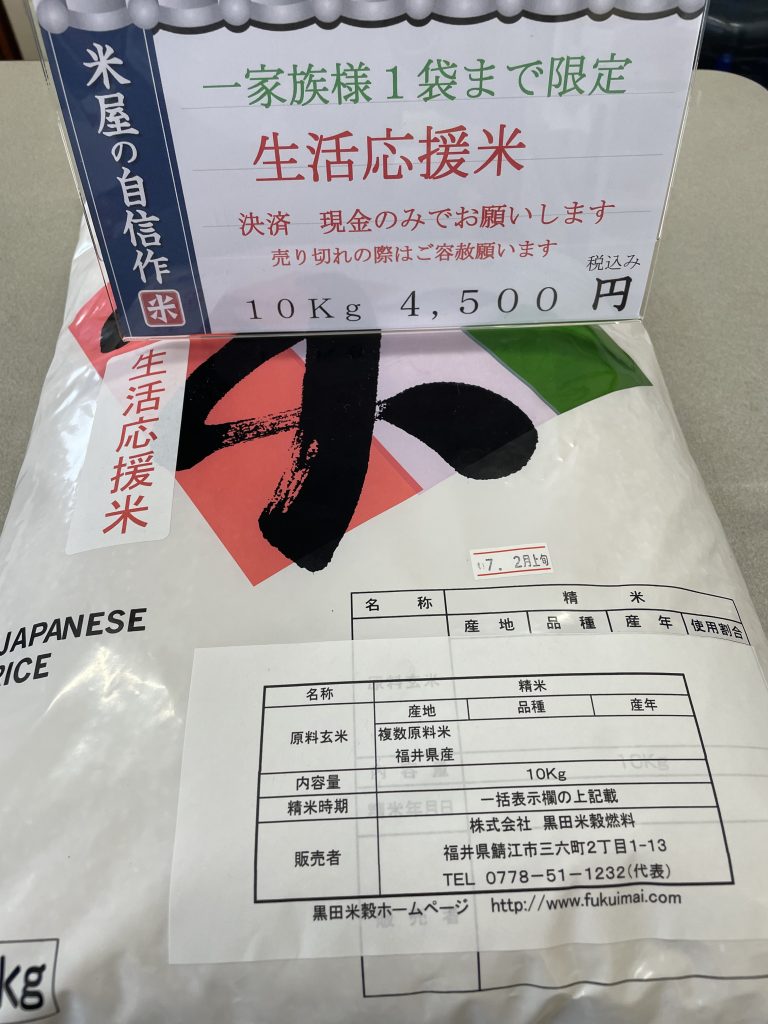 米屋の自信作
米
一家族様1袋まで限定
生活応援米
決済 現金のみでお願いします
売り切れの際はご容赦願います
税込み
10Kg 4,500円
生活応援米
7. 2月上旬
JAPANESE
RICE
名 称 精 米
産 地 品 種 産 年 使用割合
名称 精米
原料玄米 産地 品種 産年
複数原料米
福井県産
内容量 10Kg
精米時期 一括表示欄の上記載
販売者 株式会社 黒田米穀燃料
福井県鯖江市三六町2丁目1-13
TEL 0778-51-1232(代表)
黒田米穀ホームページ http://www.fukuimai.com
kg